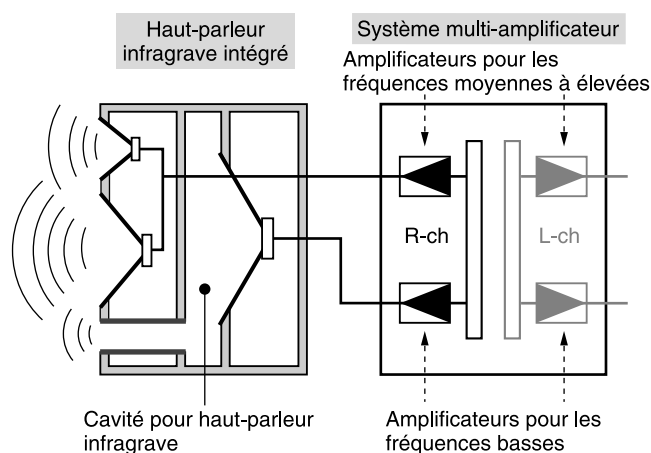 Haut-parleur
infragrave intégré
Système multi-amplificateur
Amplificateurs pour les
fréquences moyennes à élevées
R-ch
L-ch
Cavité pour haut-parleur
infragrave
Amplificateurs pour les
fréquences basses